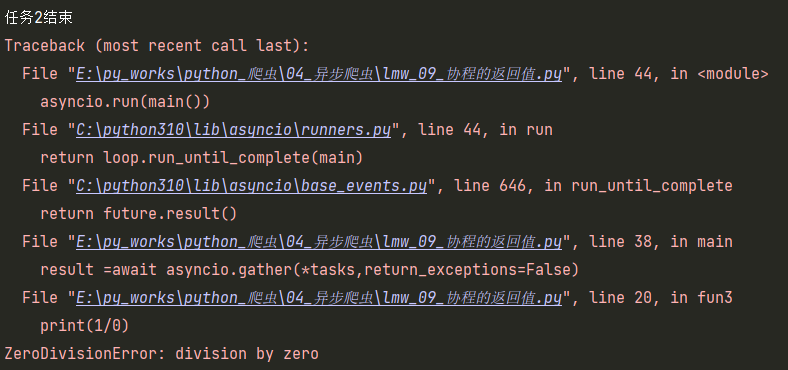 任务2结束
Traceback (most recent call last):
  File "E:\py_works\python_爬虫\04_异步爬虫\lmw_09_协程的返回值.py", line 44, in <module>
    asyncio.run(main())
  File "C:\python310\lib\asyncio\runners.py", line 44, in run
    return loop.run_until_complete(main)
  File "C:\python310\lib\asyncio\base_events.py", line 646, in run_until_complete
    return future.result()
  File "E:\py_works\python_爬虫\04_异步爬虫\lmw_09_协程的返回值.py", line 38, in main
    result =await asyncio.gather(*tasks,return_exceptions=False)
  File "E:\py_works\python_爬虫\04_异步爬虫\lmw_09_协程的返回值.py", line 20, in fun3
    print(1/0)
ZeroDivisionError: division by zero